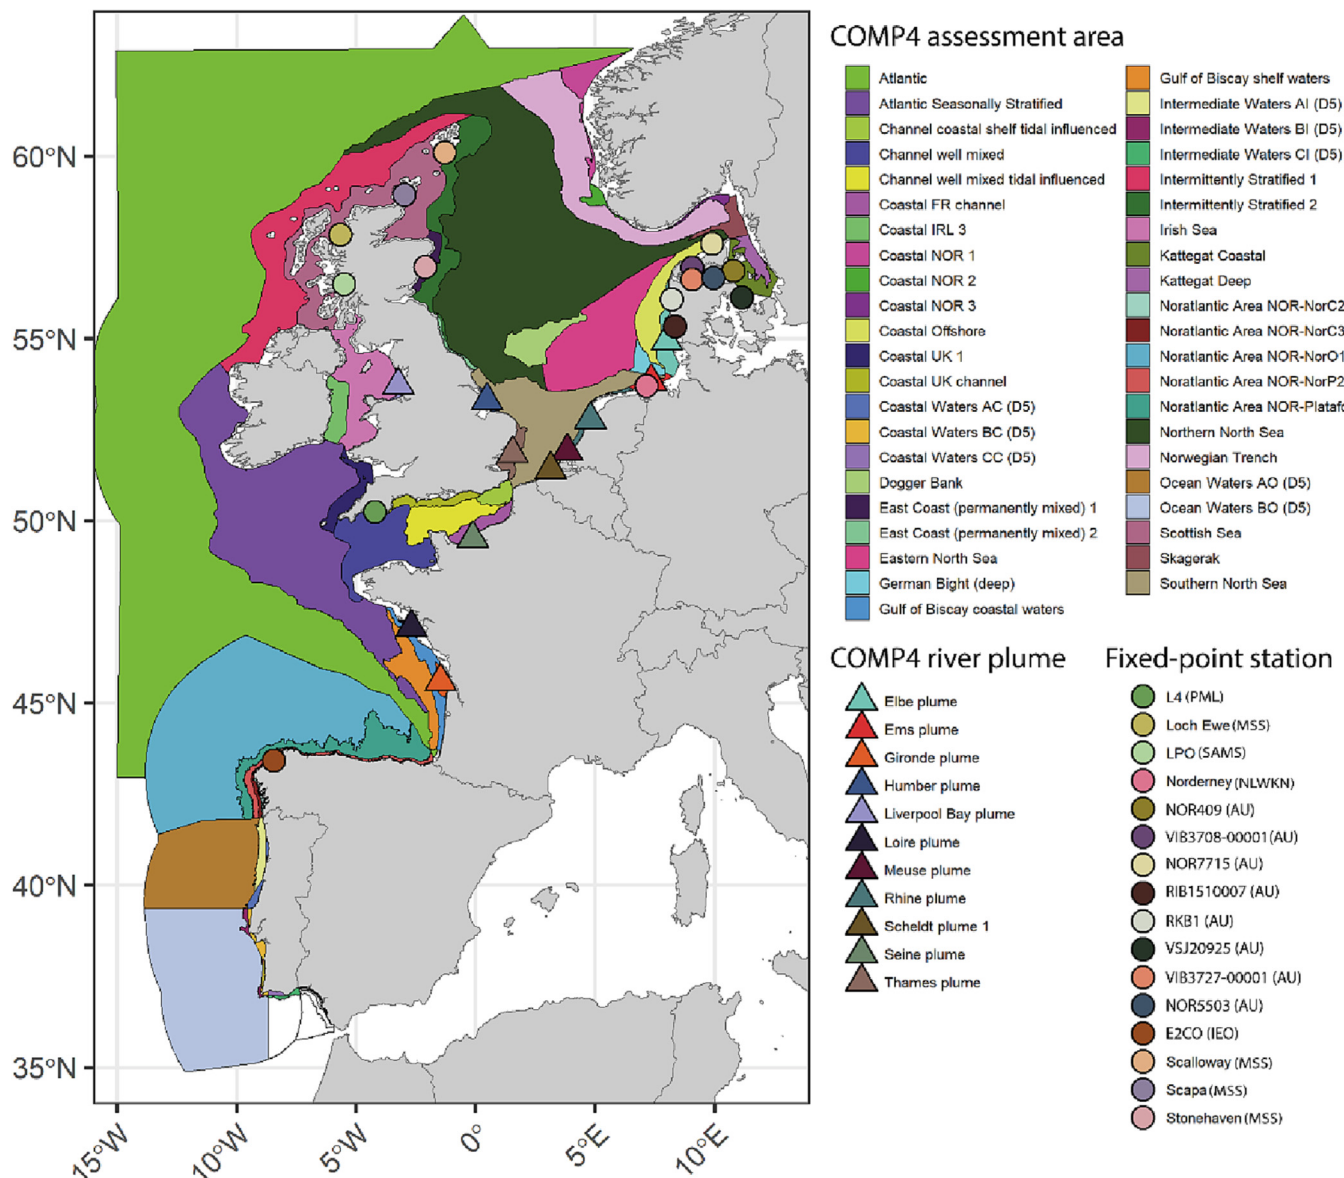 COMP4 assessment area
Atlantic
Atlantic Seasonally Stratified
Channel coastal shelf tidal influenced
Channel well mixed
Channel well mixed tidal influenced
Coastal FR channel
Coastal IRL 3
Coastal NOR 1
Coastal NOR 2
Coastal NOR 3
Coastal Offshore
Coastal UK 1
Coastal UK channel
Coastal Waters AC (D5)
Coastal Waters BC (D5)
Coastal Waters CC (D5)
Dogger Bank
East Coast (permanently mixed) 1
East Coast (permanently mixed) 2
Eastern North Sea
German Bight (deep)
Gulf of Biscay coastal waters
Gulf of Biscay shelf waters
Intermediate Waters AI (D5)
Intermediate Waters BI (D5)
Intermediate Waters CI (D5)
Intermittently Stratified 1
Intermittently Stratified 2
Irish Sea
Kattegat Coastal
Kattegat Deep
Noratlantic Area NOR-NorC2
Noratlantic Area NOR-NorC3
Noratlantic Area NOR-NorO1
Noratlantic Area NOR-NorP2
Noratlantic Area NOR-Platafo
Northern North Sea
Norwegian Trench
Ocean Waters AO (D5)
Ocean Waters BO (D5)
Scottish Sea
Skagerak
Southern North Sea
COMP4 river plume
Elbe plume
Ems plume
Gironde plume
Humber plume
Liverpool Bay plume
Loire plume
Meuse plume
Rhine plume
Scheldt plume 1
Seine plume
Thames plume
Fixed-point station
L4 (PML)
Loch Ewe (MSS)
LPO (SAMS)
Norderney (NLWKN)
NOR409 (AU)
VIB3708-00001 (AU)
NOR7715 (AU)
RIB1510007 (AU)
RKB1 (AU)
VSJ20925 (AU)
VIB3727-00001 (AU)
NOR5503 (AU)
E2CO (IEO)
Scalloway (MSS)
Scapa (MSS)
Stonehaven (MSS)
60°N
55°N
50°N
45°N
40°N
35°N
15°W
10°W
5°W
0°
5°E
10°E